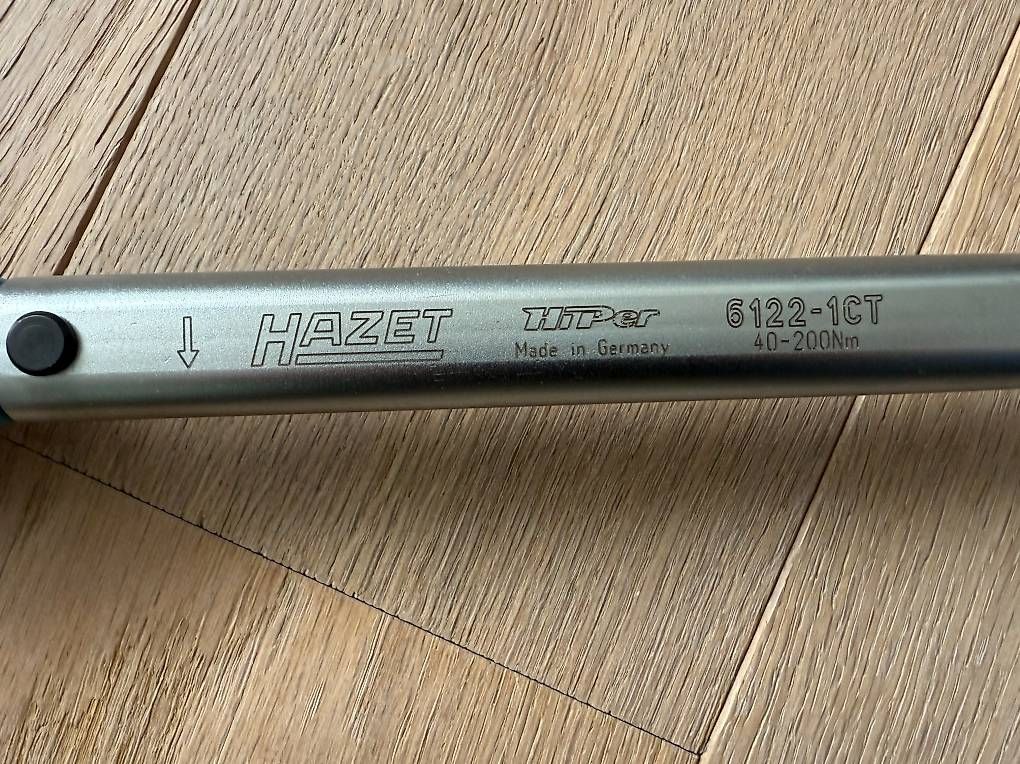 HAZET
HiPer
Made in Germany
6122-1CT
40-200Nm